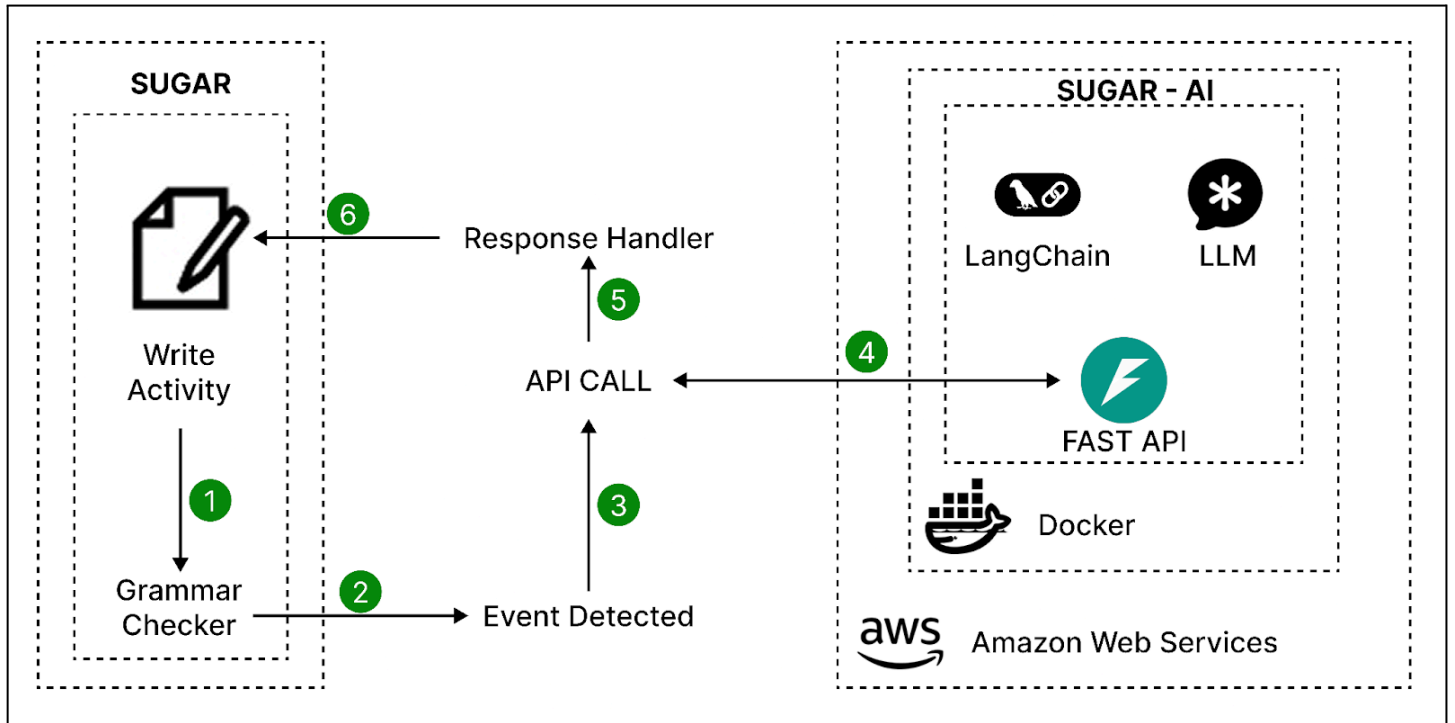 SUGAR
Write
Activity
1
Grammar
Checker
2
Event Detected
3
API CALL
4
5
Response Handler
6
SUGAR - AI
LangChain
LLM
FAST API
Docker
aws
Amazon Web Services